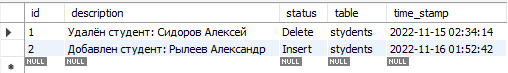 id description status table time_stamp
1 Удалён студент: Сидоров Алексей Delete stydents 2022-11-15 02:34:14
2 Добавлен студент: Рылеев Александр Insert stydents 2022-11-16 01:52:42
NULL NULL NULL NULL NULL